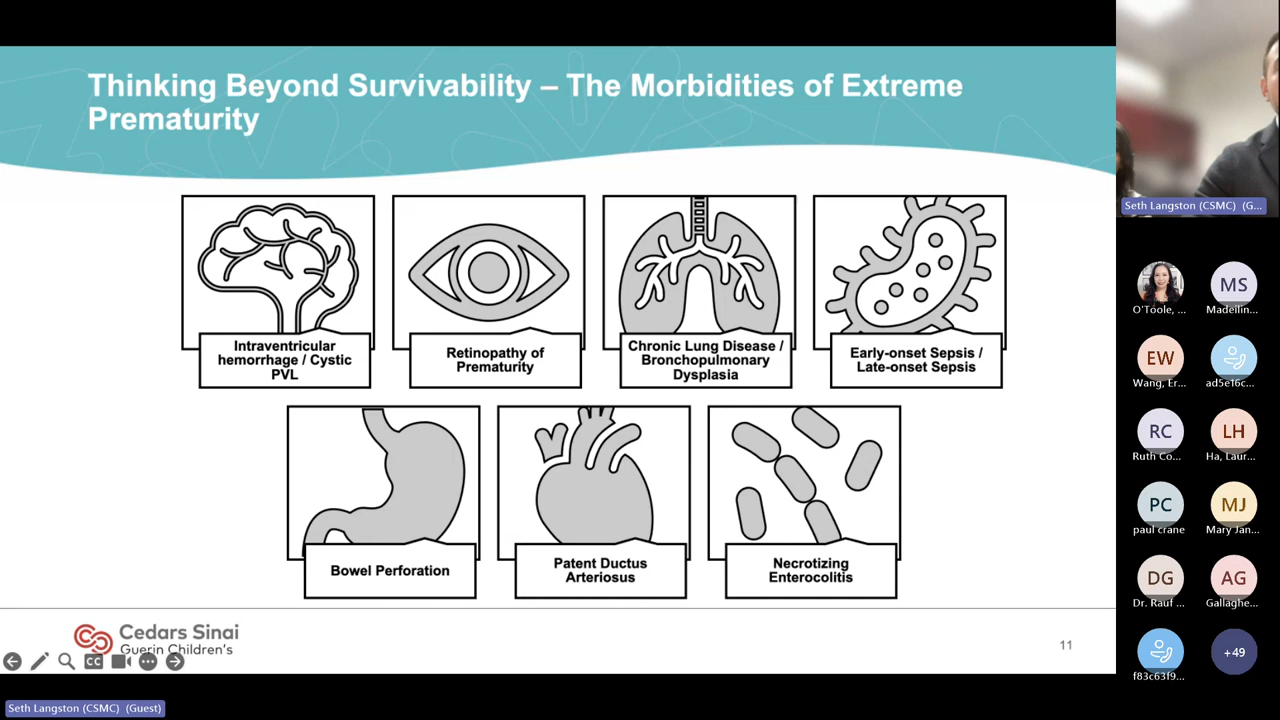 Thinking Beyond Survivability – The Morbidities of Extreme
Prematurity
Intraventricular
hemorrhage / Cystic
PVL
Retinopathy of
Prematurity
Chronic Lung Disease /
Bronchopulmonary
Dysplasia
Early-onset Sepsis /
Late-onset Sepsis
Bowel Perforation
Patent Ductus
Arteriosus
Necrotizing
Enterocolitis
Cedars Sinai
Guerin Children's
CC
11
Seth Langston (CSMC) (Guest)
Seth Langston (CSMC) (G...
O'Toole, ...
MS
Madeilin...
EW
Wang, Er...
ad5e16c...
RC
Ruth Co...
LH
Ha, Laur...
PC
paul crane
MJ
Mary Jan...
DG
Dr. Rauf ...
AG
Gallaghe...
f83c63f9...
+49